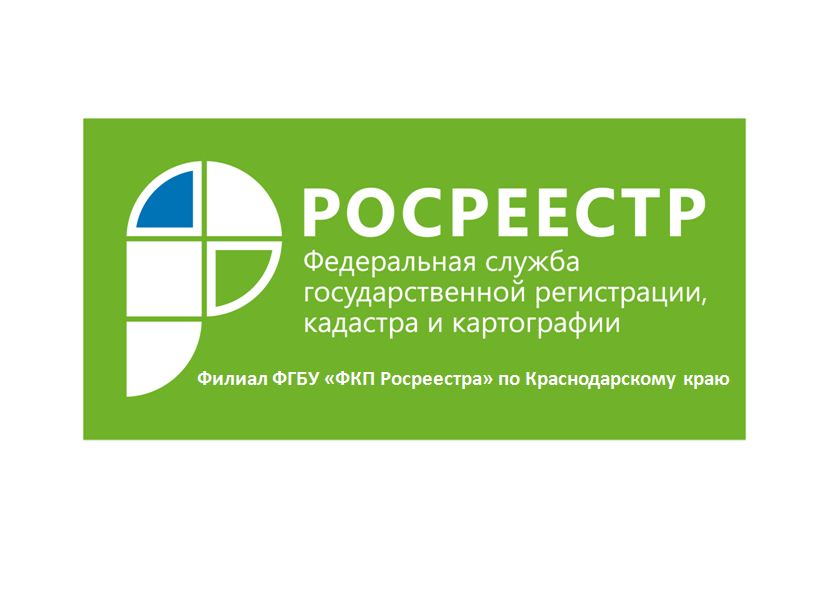 РОСРЕЕСТР
Федеральная служба
государственной регистрации,
кадастра и картографии
Филиал ФГБУ «ФКП Росреестра» по Краснодарскому краю